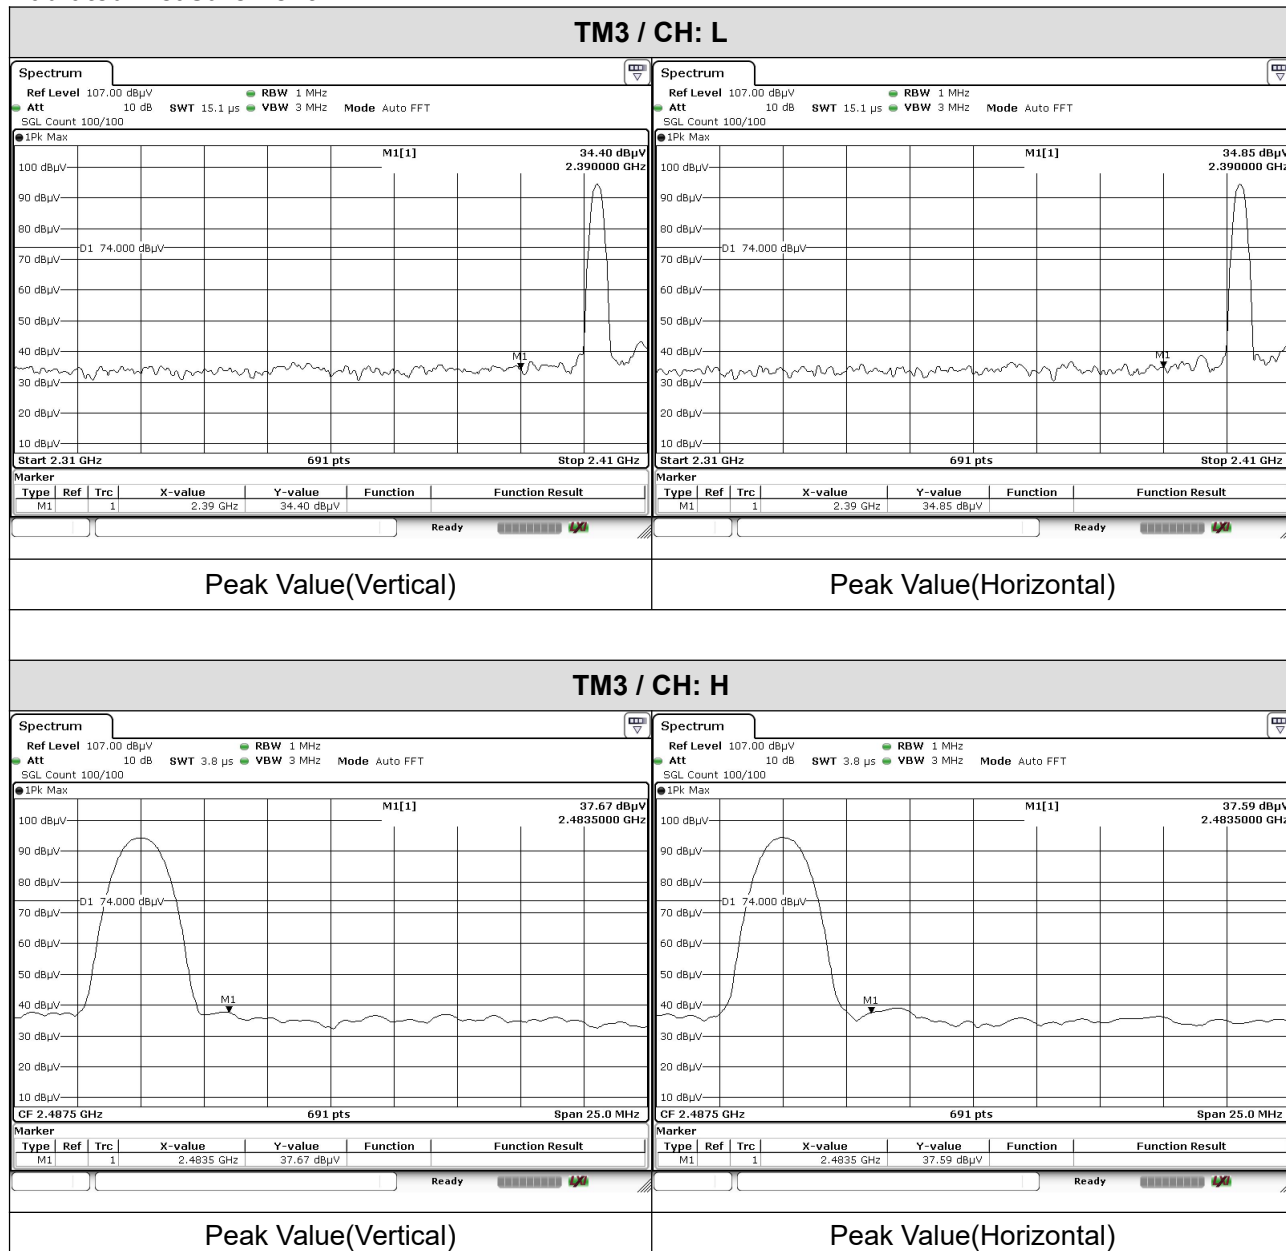 TM3 / CH: L
Spectrum
Ref Level 107.00 dBµV RBW 1 MHz
Att 10 dB SWT 15.1 µs VBW 3 MHz Mode Auto FFT
SGL Count 100/100
1Pk Max
M1[1] 34.40 dBµV
2.390000 GHz
100 dBµV
90 dBµV
80 dBµV
D1 74.000 dBµV
70 dBµV
60 dBµV
50 dBµV
40 dBµV
M1
30 dBµV
20 dBµV
10 dBµV
Start 2.31 GHz 691 pts Stop 2.41 GHz
Marker
Type Ref Trc X-value Y-value Function Function Result
M1 1 2.39 GHz 34.40 dBµV
Ready LXI
Peak Value(Vertical)
Spectrum
Ref Level 107.00 dBµV RBW 1 MHz
Att 10 dB SWT 15.1 µs VBW 3 MHz Mode Auto FFT
SGL Count 100/100
1Pk Max
M1[1] 34.85 dBµV
2.390000 GHz
100 dBµV
90 dBµV
80 dBµV
D1 74.000 dBµV
70 dBµV
60 dBµV
50 dBµV
40 dBµV
M1
30 dBµV
20 dBµV
10 dBµV
Start 2.31 GHz 691 pts Stop 2.41 GHz
Marker
Type Ref Trc X-value Y-value Function Function Result
M1 1 2.39 GHz 34.85 dBµV
Ready LXI
Peak Value(Horizontal)
TM3 / CH: H
Spectrum
Ref Level 107.00 dBµV RBW 1 MHz
Att 10 dB SWT 3.8 µs VBW 3 MHz Mode Auto FFT
SGL Count 100/100
1Pk Max
M1[1] 37.67 dBµV
2.4835000 GHz
100 dBµV
90 dBµV
80 dBµV
D1 74.000 dBµV
70 dBµV
60 dBµV
50 dBµV
40 dBµV
M1
30 dBµV
20 dBµV
10 dBµV
CF 2.4875 GHz 691 pts Span 25.0 MHz
Marker
Type Ref Trc X-value Y-value Function Function Result
M1 1 2.4835 GHz 37.67 dBµV
Ready LXI
Peak Value(Vertical)
Spectrum
Ref Level 107.00 dBµV RBW 1 MHz
Att 10 dB SWT 3.8 µs VBW 3 MHz Mode Auto FFT
SGL Count 100/100
1Pk Max
M1[1] 37.59 dBµV
2.4835000 GHz
100 dBµV
90 dBµV
80 dBµV
D1 74.000 dBµV
70 dBµV
60 dBµV
50 dBµV
40 dBµV
M1
30 dBµV
20 dBµV
10 dBµV
CF 2.4875 GHz 691 pts Span 25.0 MHz
Marker
Type Ref Trc X-value Y-value Function Function Result
M1 1 2.4835 GHz 37.59 dBµV
Ready LXI
Peak Value(Horizontal)